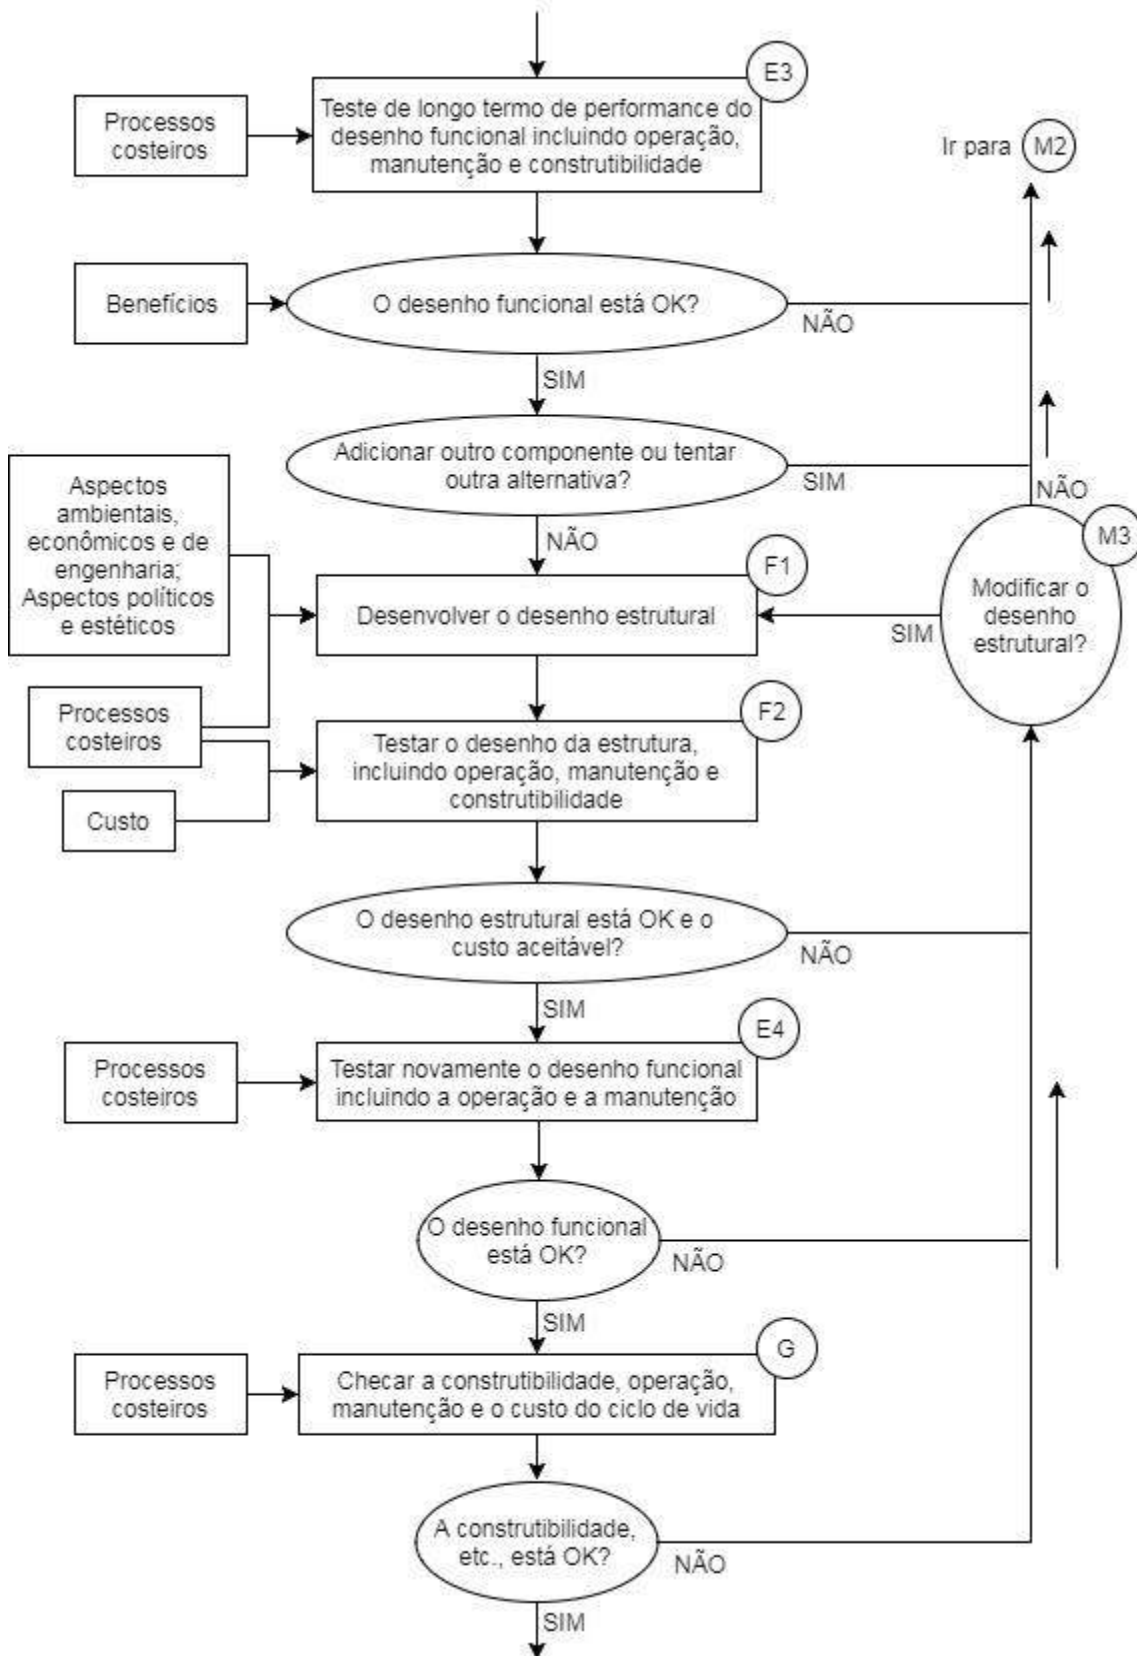 E3
Teste de longo termo de performance do
desenho funcional incluindo operação,
manutenção e construtibilidade
Processos
costeiros
Ir para M2
Benefícios
O desenho funcional está OK?
NÃO
SIM
Adicionar outro componente ou tentar
outra alternativa?
SIM
NÃO
NÃO
M3
Modificar o
desenho
estrutural?
SIM
Aspectos
ambientais,
econômicos e de
engenharia;
Aspectos políticos
e estéticos
F1
Desenvolver o desenho estrutural
Processos
costeiros
F2
Testar o desenho da estrutura,
incluindo operação, manutenção e
construtibilidade
Custo
O desenho estrutural está OK e o
custo aceitável?
NÃO
SIM
E4
Processos
costeiros
Testar novamente o desenho funcional
incluindo a operação e a manutenção
O desenho funcional
está OK?
NÃO
SIM
G
Processos
costeiros
Checar a construtibilidade, operação,
manutenção e o custo do ciclo de vida
A construtibilidade,
etc., está OK?
NÃO
SIM